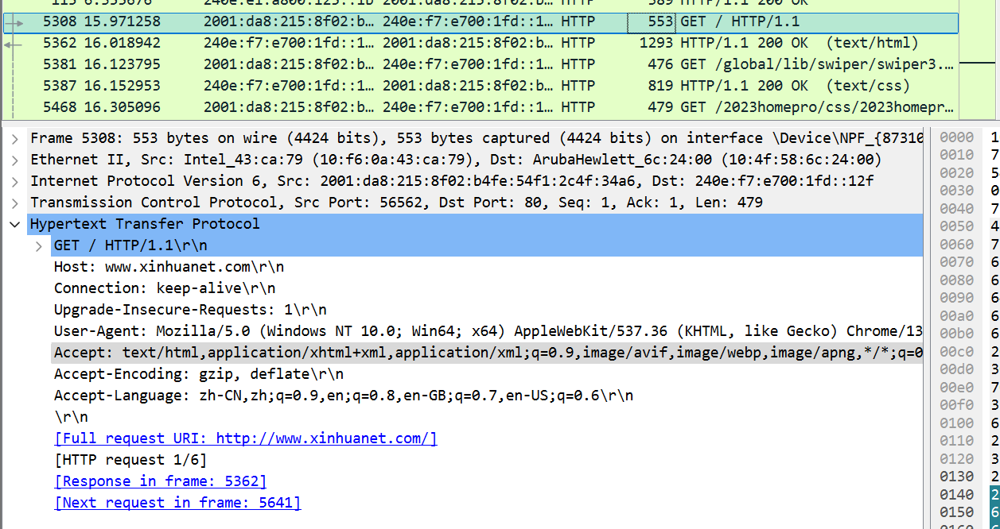 5308 15.971258 2001:da8:215:8f02:b… 240e:f7:e700:1fd::1… HTTP 553 GET / HTTP/1.1
5362 16.018942 240e:f7:e700:1fd::1… 2001:da8:215:8f02:b… HTTP 1293 HTTP/1.1 200 OK (text/html)
5381 16.123795 2001:da8:215:8f02:b… 240e:f7:e700:1fd::1… HTTP 476 GET /global/lib/swiper/swiper3.…
5387 16.152953 240e:f7:e700:1fd::1… 2001:da8:215:8f02:b… HTTP 819 HTTP/1.1 200 OK (text/css)
5468 16.305096 2001:da8:215:8f02:b… 240e:f7:e700:1fd::1… HTTP 479 GET /2023homepro/css/2023homepr…
Frame 5308: 553 bytes on wire (4424 bits), 553 bytes captured (4424 bits) on interface \Device\NPF_{87310
Ethernet II, Src: Intel_43:ca:79 (10:f6:0a:43:ca:79), Dst: ArubaHewlett_6c:24:00 (10:4f:58:6c:24:00)
Internet Protocol Version 6, Src: 2001:da8:215:8f02:b4fe:54f1:2c4f:34a6, Dst: 240e:f7:e700:1fd::12f
Transmission Control Protocol, Src Port: 56562, Dst Port: 80, Seq: 1, Ack: 1, Len: 479
Hypertext Transfer Protocol
GET / HTTP/1.1\r\n
Host: www.xinhuanet.com\r\n
Connection: keep-alive\r\n
Upgrade-Insecure-Requests: 1\r\n
User-Agent: Mozilla/5.0 (Windows NT 10.0; Win64; x64) AppleWebKit/537.36 (KHTML, like Gecko) Chrome/13
Accept: text/html,application/xhtml+xml,application/xml;q=0.9,image/avif,image/webp,image/apng,*/*;q=0
Accept-Encoding: gzip, deflate\r\n
Accept-Language: zh-CN,zh;q=0.9,en;q=0.8,en-GB;q=0.7,en-US;q=0.6\r\n
\r\n
[Full request URI: http://www.xinhuanet.com/]
[HTTP request 1/6]
[Response in frame: 5362]
[Next request in frame: 5641]
0000 1
0010 7
0020 5
0030 0
0040 7
0050 4
0060 7
0070 6
0080 6
0090 6
00a0 6
00b0 6
00c0 2
00d0 3
00e0 7
00f0 3
0100 6
0110 2
0120 3
0130 2
0140 2
0150 6